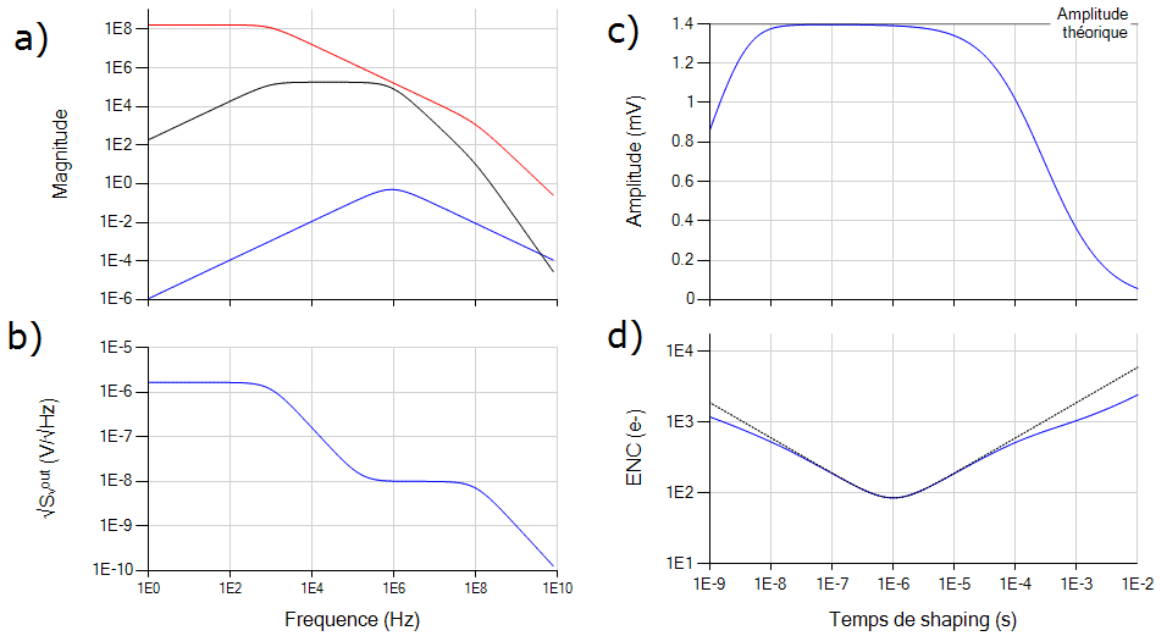 a)
Magnitude
1E8
1E6
1E4
1E2
1E0
1E-2
1E-4
1E-6
b)
√Sᵥᵒᵘᵗ (V/√Hz)
1E-5
1E-6
1E-7
1E-8
1E-9
1E-10
1E0 1E2 1E4 1E6 1E8 1E10
Frequence (Hz)
c)
Amplitude (mV)
1.4
1.2
1
0.8
0.6
0.4
0.2
0
Amplitude
théorique
d)
ENC (e-)
1E4
1E3
1E2
1E1
1E-9 1E-8 1E-7 1E-6 1E-5 1E-4 1E-3 1E-2
Temps de shaping (s)